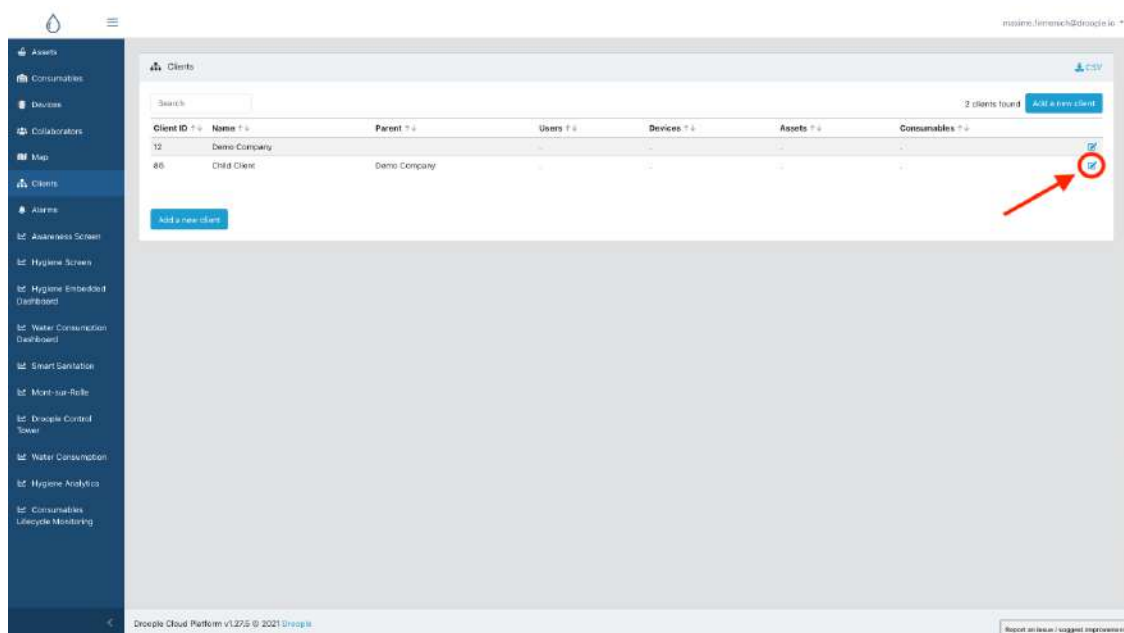 maxime.firmenich@droople.io
Assets
Consumables
Devices
Collaborators
Map
Clients
Alarms
Awareness Screen
Hygiene Screen
Hygiene Embedded
Dashboard
Water Consumption
Dashboard
Smart Sanitation
Mont-sur-Rolle
Droople Control
Tower
Water Consumption
Hygiene Analytics
Consumables
Lifecycle Monitoring
Clients
CSV
Search
2 clients found
Add a new client
Client ID Name Parent Users Devices Assets Consumables
12 Demo Company - - - -
86 Child Client Demo Company - - - -
Add a new client
Droople Cloud Platform v1.27.5 © 2021 Droople
Report an issue / suggest improvement